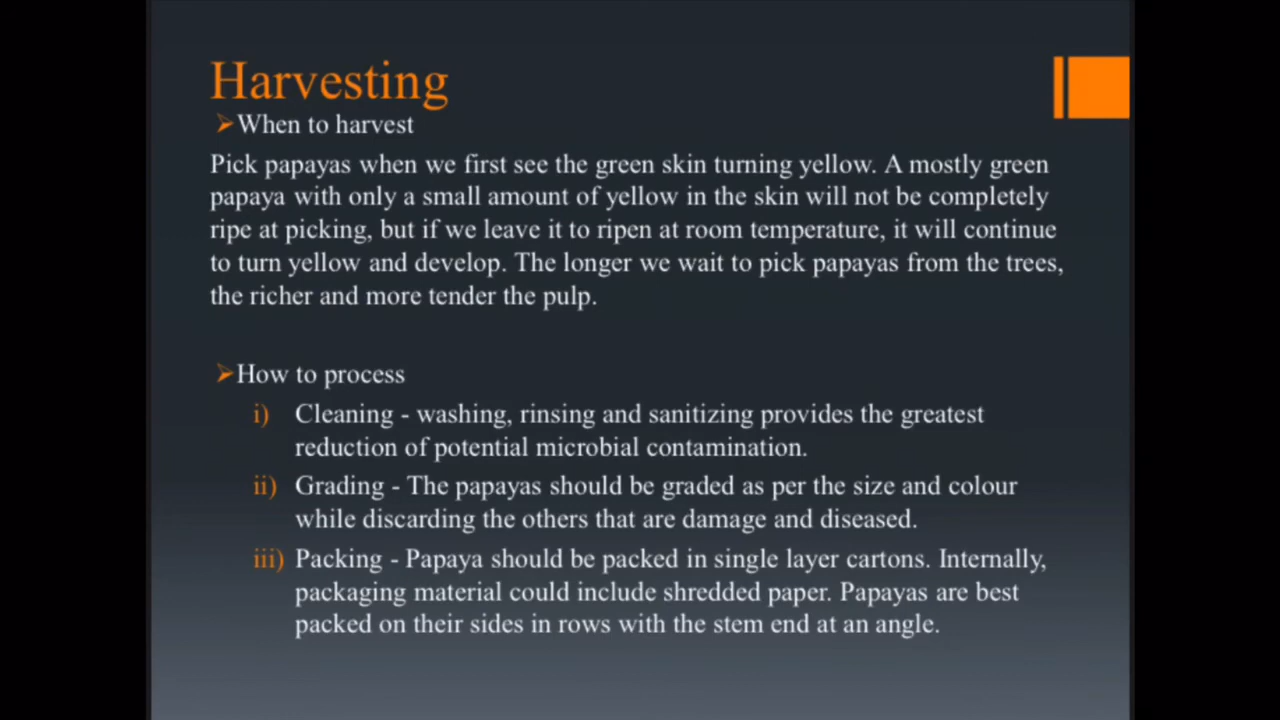 Harvesting
➢When to harvest
Pick papayas when we first see the green skin turning yellow. A mostly green
papaya with only a small amount of yellow in the skin will not be completely
ripe at picking, but if we leave it to ripen at room temperature, it will continue
to turn yellow and develop. The longer we wait to pick papayas from the trees,
the richer and more tender the pulp.
➢How to process
i) Cleaning - washing, rinsing and sanitizing provides the greatest
reduction of potential microbial contamination.
ii) Grading - The papayas should be graded as per the size and colour
while discarding the others that are damage and diseased.
iii) Packing - Papaya should be packed in single layer cartons. Internally,
packaging material could include shredded paper. Papayas are best
packed on their sides in rows with the stem end at an angle.